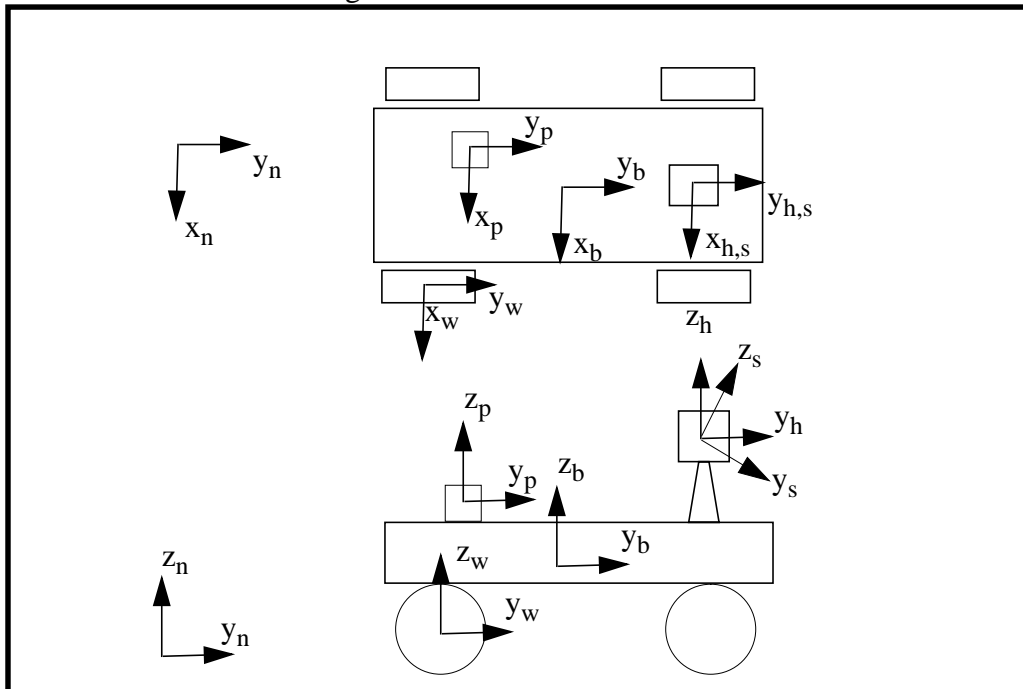 y_p
y_n
y_b
y_h,s
x_n
x_p
x_b
x_h,s
x_w
y_w
z_h
z_s
z_p
y_h
y_p
z_b
y_s
z_n
z_w
y_b
y_n
y_w